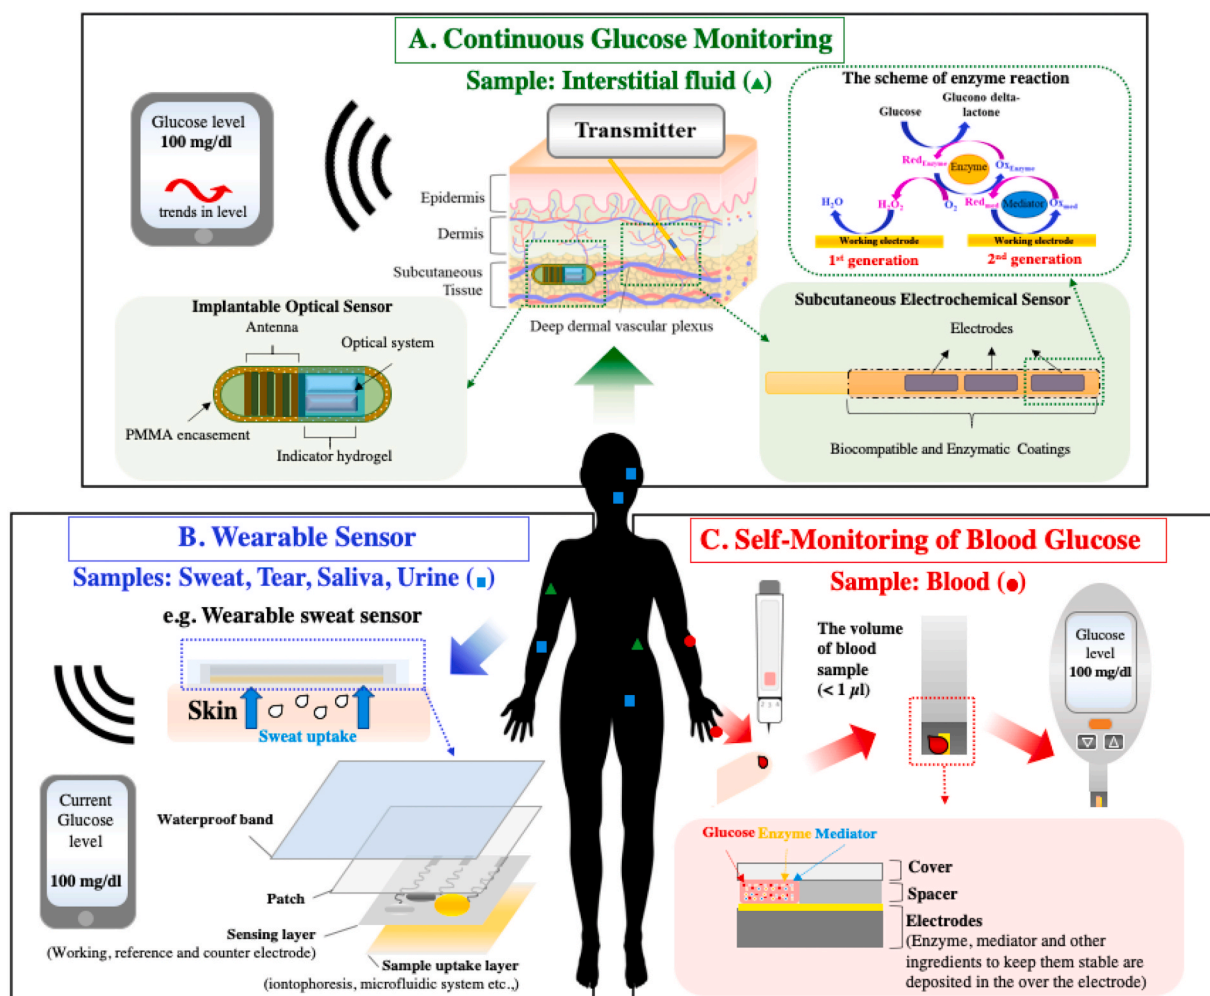 A. Continuous Glucose Monitoring
Sample: Interstitial fluid (▲)
Glucose level
100 mg/dl
trends in level
Transmitter
Epidermis
Dermis
Subcutaneous
Tissue
Deep dermal vascular plexus
The scheme of enzyme reaction
Glucose
Glucono delta-
lactone
Red_Enzyme
Enzyme
Ox_Enzyme
H₂O
H₂O₂
O₂
Red_med
Mediator
Ox_med
Working electrode
Working electrode
1st generation
2nd generation
Implantable Optical Sensor
Antenna
Optical system
PMMA encasement
Indicator hydrogel
Subcutaneous Electrochemical Sensor
Electrodes
Biocompatible and Enzymatic Coatings
B. Wearable Sensor
Samples: Sweat, Tear, Saliva, Urine (■)
e.g. Wearable sweat sensor
Skin
Sweat uptake
Current
Glucose
level
100 mg/dl
Waterproof band
Patch
Sensing layer
(Working, reference and counter electrode)
Sample uptake layer
(iontophoresis, microfluidic system etc.,)
C. Self-Monitoring of Blood Glucose
Sample: Blood (●)
The volume
of blood
sample
(< 1 µl)
Glucose
level
100 mg/dl
Glucose Enzyme Mediator
Cover
Spacer
Electrodes
(Enzyme, mediator and other
ingredients to keep them stable are
deposited in the over the electrode)